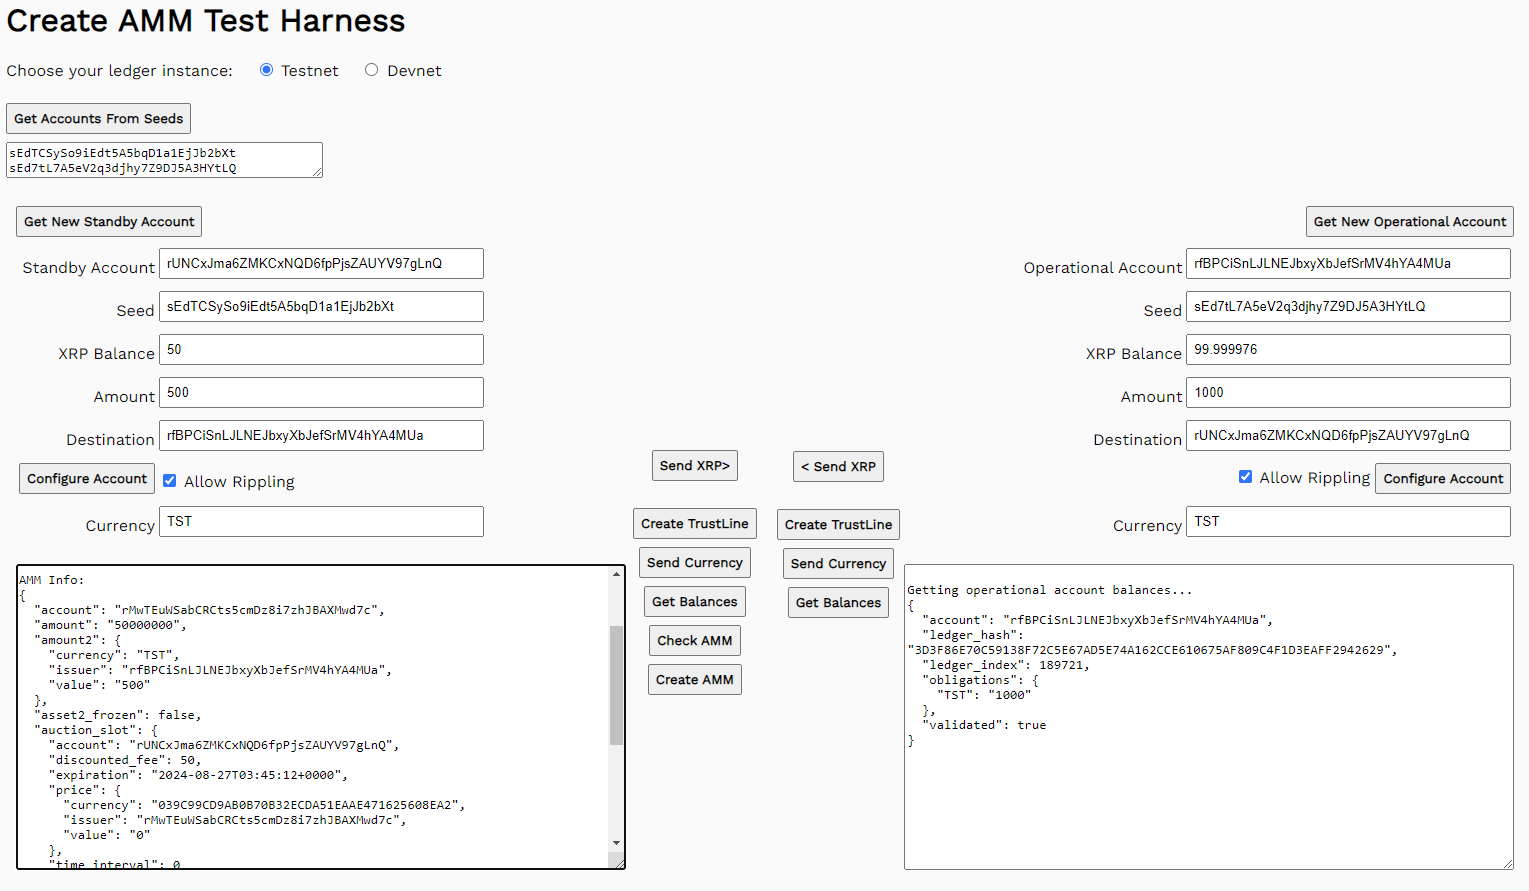 Create AMM Test Harness
Choose your ledger instance: Testnet Devnet
Get Accounts From Seeds
sEdTCSySo9iEdt5A5bqD1a1EjJb2bXt
sEd7tL7A5eV2q3djhy7Z9DJ5A3HYtLQ
Get New Standby Account
Standby Account rUNCxJma6ZMKCxNQD6fpPjsZAUYV97gLnQ
Seed sEdTCSySo9iEdt5A5bqD1a1EjJb2bXt
XRP Balance 50
Amount 500
Destination rfBPCiSnLJLNEJbxyXbJefSrMV4hYA4MUa
Configure Account Allow Rippling
Currency TST
AMM Info:
{
"account": "rMwTEuWSabCRCts5cmDz8i7zhJBAXMwd7c",
"amount": "50000000",
"amount2": {
"currency": "TST",
"issuer": "rfBPCiSnLJLNEJbxyXbJefSrMV4hYA4MUa",
"value": "500"
},
"asset2_frozen": false,
"auction_slot": {
"account": "rUNCxJma6ZMKCxNQD6fpPjsZAUYV97gLnQ",
"discounted_fee": 50,
"expiration": "2024-08-27T03:45:12+0000",
"price": {
"currency": "039C99CD9AB0B70B32ECDA51EAAE471625608EA2",
"issuer": "rMwTEuWSabCRCts5cmDz8i7zhJBAXMwd7c",
"value": "0"
},
"time_interval": 0
Send XRP>
Create TrustLine
Send Currency
Get Balances
Check AMM
Create AMM
< Send XRP
Create TrustLine
Send Currency
Get Balances
Get New Operational Account
Operational Account rfBPCiSnLJLNEJbxyXbJefSrMV4hYA4MUa
Seed sEd7tL7A5eV2q3djhy7Z9DJ5A3HYtLQ
XRP Balance 99.999976
Amount 1000
Destination rUNCxJma6ZMKCxNQD6fpPjsZAUYV97gLnQ
Allow Rippling Configure Account
Currency TST
Getting operational account balances...
{
"account": "rfBPCiSnLJLNEJbxyXbJefSrMV4hYA4MUa",
"ledger_hash":
"3D3F86E70C59138F72C5E67AD5E74A162CCE610675AF809C4F1D3EAFF2942629",
"ledger_index": 189721,
"obligations": {
"TST": "1000"
},
"validated": true
}